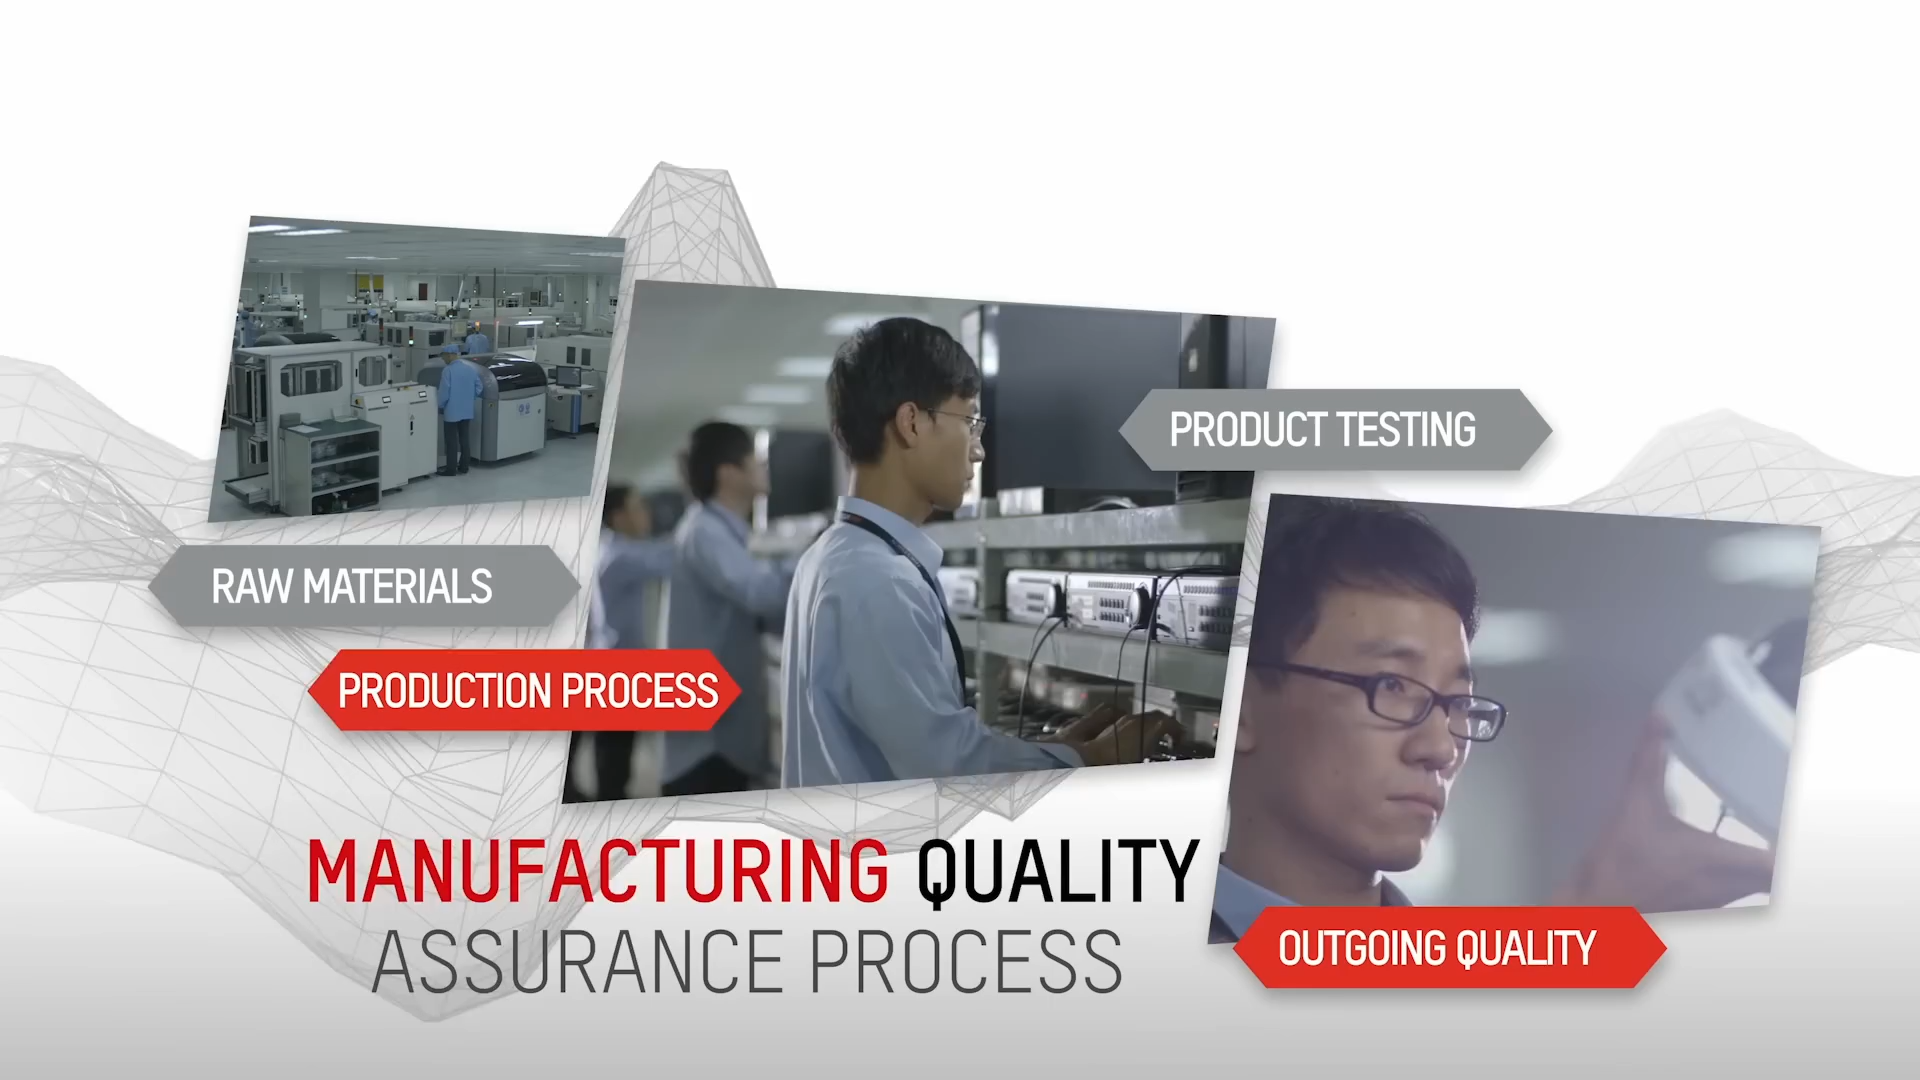 PRODUCT TESTING
RAW MATERIALS
PRODUCTION PROCESS
MANUFACTURING QUALITY
ASSURANCE PROCESS
OUTGOING QUALITY